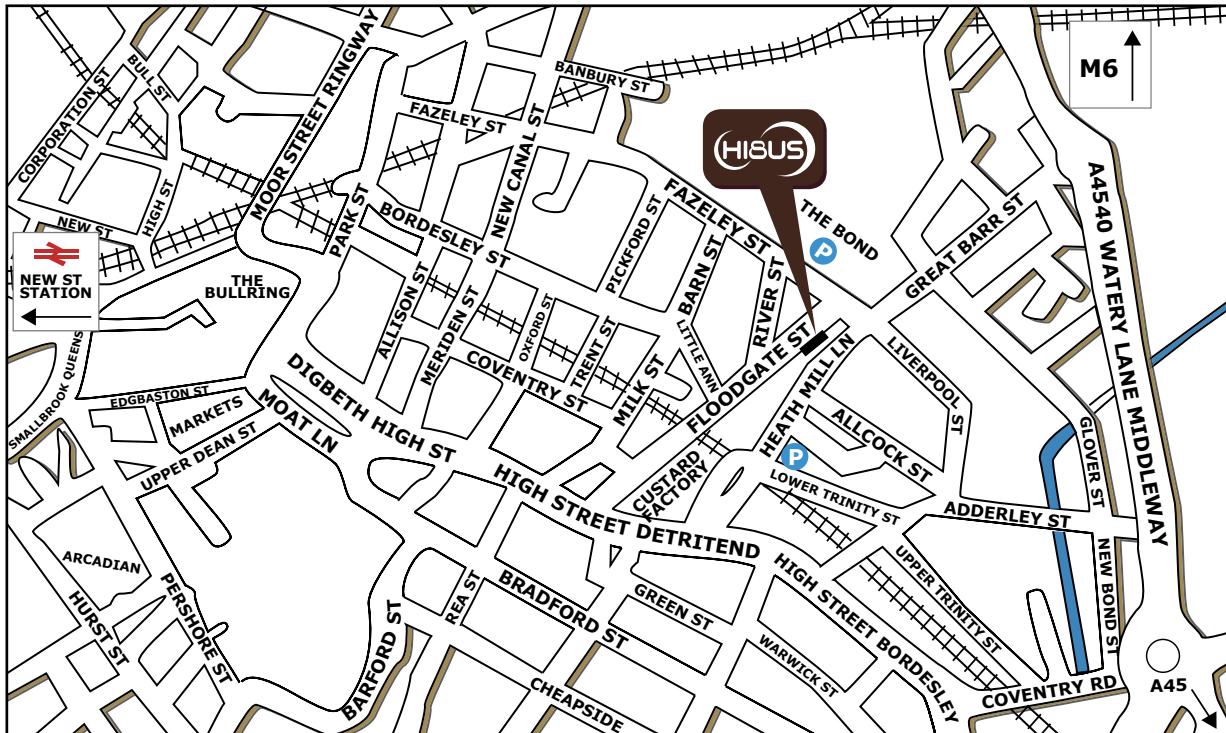 CORPORATION ST
BULL ST
MOOR STREET RINGWAY
BANBURY ST
M6
FAZELEY ST
NEW CANAL ST
HIGH ST
NEW ST
NEW ST
STATION
THE
BULLRING
PARK ST
BORDESLEY ST
HI8US
FAZELEY ST
THE BOND
P
GREAT BARR ST
A4540 WATERY LANE MIDDLEWAY
PICKFORD ST
BARN ST
RIVER ST
ALLISON ST
MERIDEN ST
OXFORD ST
COVENTRY ST
TRENT ST
MILK ST
LITTLE ANN
FLOODGATE ST
HEATH MILL LN
LIVERPOOL ST
ALLCOCK ST
GLOVER ST
SMALLBROOK QUEENS
EDGBASTON ST
MARKETS
MOAT LN
UPPER DEAN ST
DIGBETH HIGH ST
HIGH STREET DETRITEND
CUSTARD
FACTORY
P
LOWER TRINITY ST
ADDERLEY ST
ARCADIAN
HURST ST
PERSHORE ST
BARFORD ST
REA ST
BRADFORD ST
GREEN ST
WARWICK ST
CHEAPSIDE
HIGH STREET BORDESLEY
UPPER TRINITY ST
NEW BOND ST
COVENTRY RD
A45